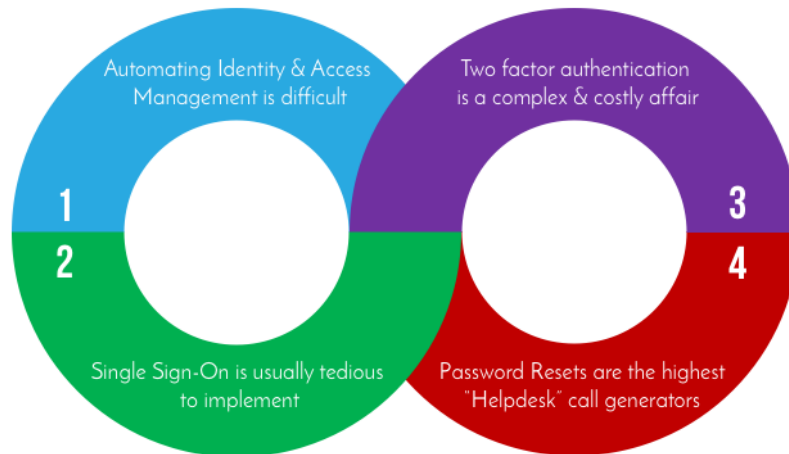 Automating Identity & Access
Management is difficult
1
2
Single Sign-On is usually tedious
to implement
Two factor authentication
is a complex & costly affair
3
4
Password Resets are the highest
"Helpdesk" call generators